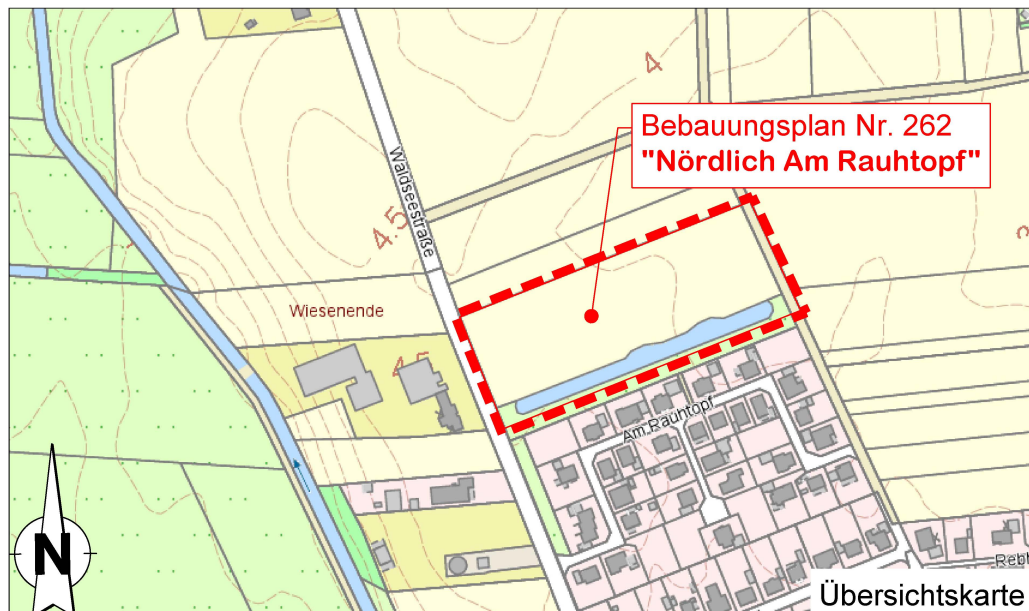 4
Bebauungsplan Nr. 262
"Nördlich Am Rauhtopf"
Waldseestraße
4.5
Wiesenende
4.5
Am Rauhtopf
N
Übersichtskarte